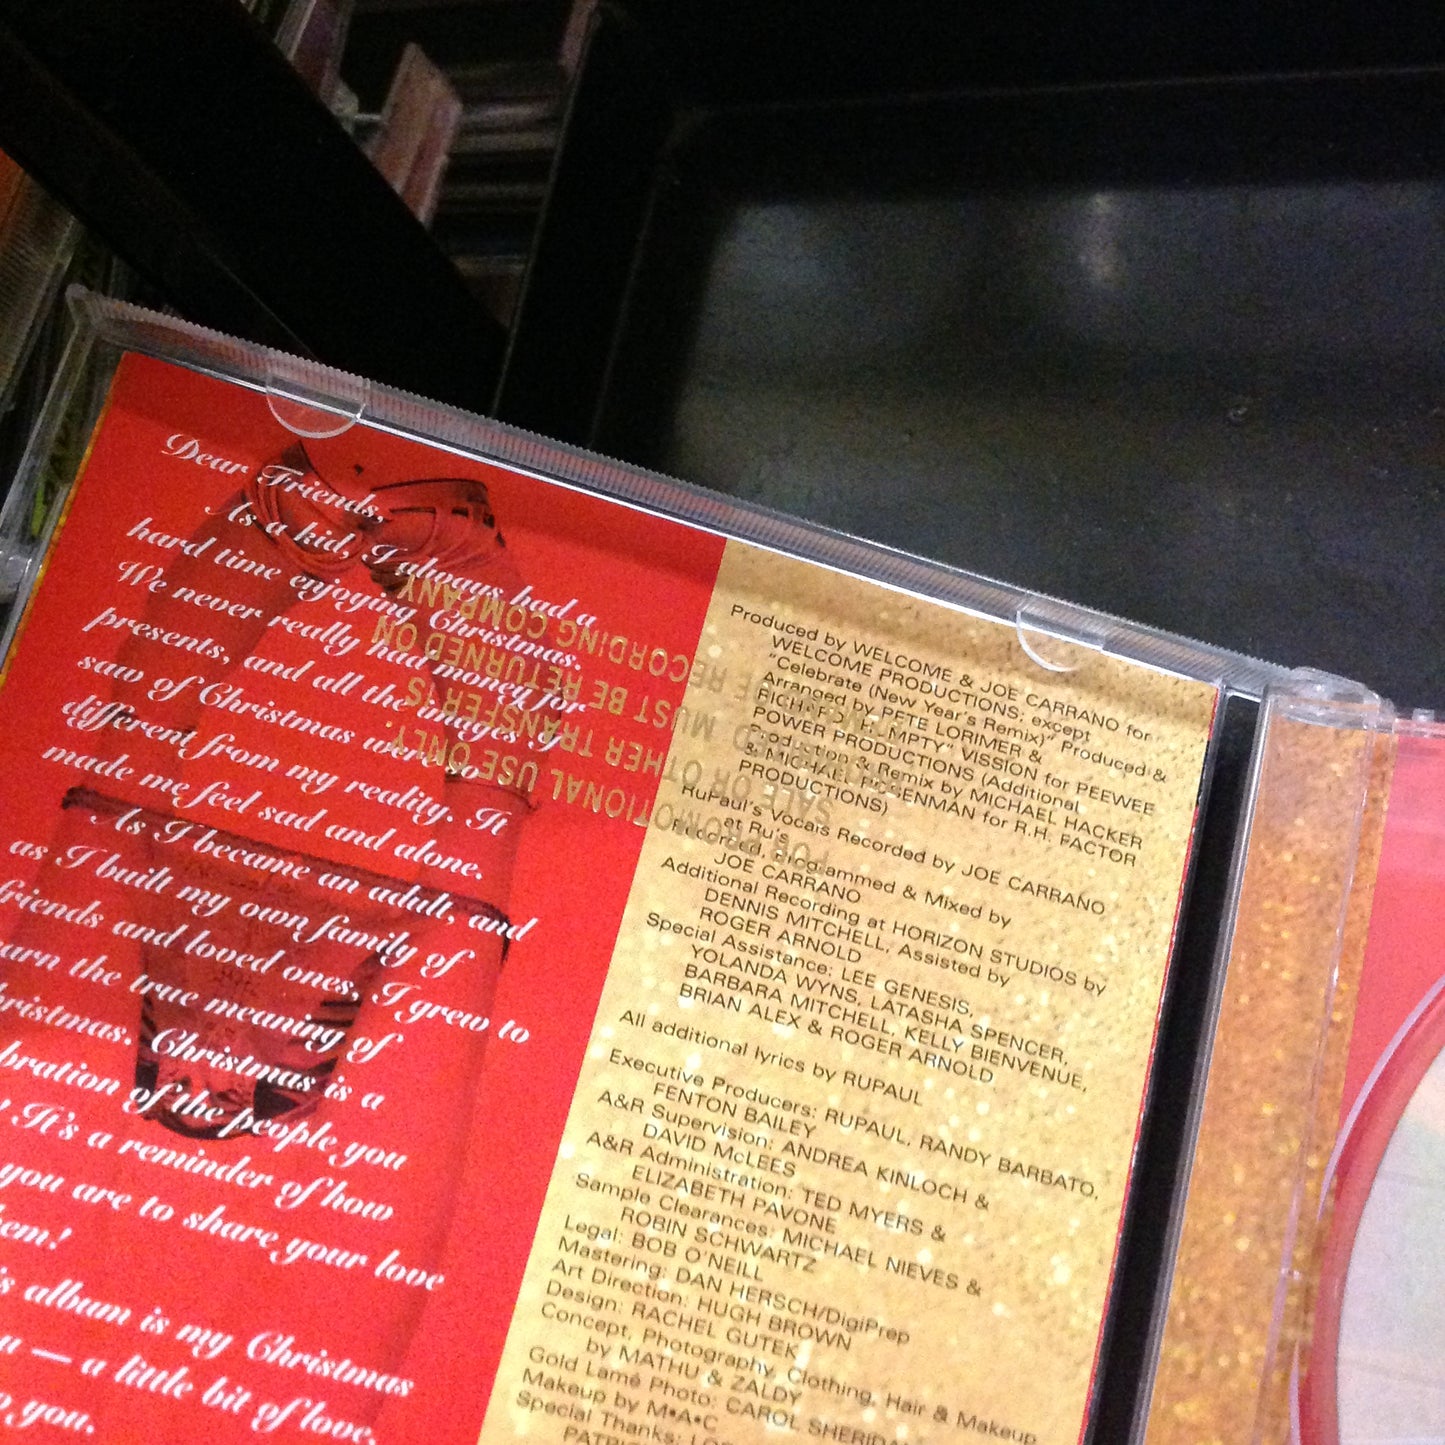 Dear Friends,
As a kid, I always had a
hard time enjoying Christmas.
We never really had money for
presents, and all the images I
saw of Christmas were so
different from my reality. It
made me feel sad and alone.
As I became an adult, and
as I built my own family of
friends and loved ones, I grew to
the true meaning of
Christmas is a
of the people you
It's a reminder of how
you are to share your love
album is my Christmas
— a little bit of love,
you.
FOR PROMOTIONAL USE ONLY.
SALE OR OTHER TRANSFER IS
MUST BE RETURNED ON
RECORDING COMPANY
Produced by WELCOME & JOE CARRANO for
WELCOME PRODUCTIONS; except
"Celebrate (New Year's Remix)" Produced &
Arranged by PETE LORIMER &
VISSION for PEEWEE
POWER PRODUCTIONS (Additional
Production & Remix by MICHAEL HACKER
& MICHAEL ROSENMAN for R.H. FACTOR
PRODUCTIONS)
RuPaul's Vocals Recorded by JOE CARRANO
at Ru's
Recorded, Programmed & Mixed by
JOE CARRANO
Additional Recording at HORIZON STUDIOS by
DENNIS MITCHELL, Assisted by
ROGER ARNOLD
Special Assistance: LEE GENESIS,
YOLANDA WYNS, LATASHA SPENCER,
BARBARA MITCHELL, KELLY BIENVENUE,
BRIAN ALEX & ROGER ARNOLD
All additional lyrics by RUPAUL
Executive Producers: RUPAUL, RANDY BARBATO,
FENTON BAILEY
A&R Supervision: ANDREA KINLOCH &
DAVID McLEES
A&R Administration: TED MYERS &
ELIZABETH PAVONE
Sample Clearances: MICHAEL NIEVES &
ROBIN SCHWARTZ
Legal: BOB O'NEILL
Mastering: DAN HERSCH/DigiPrep
Art Direction: HUGH BROWN
Design: RACHEL GUTEK
Concept, Photography, Clothing, Hair & Makeup
by MATHU & ZALDY
Gold Lamé Photo: CAROL
Makeup by M•A•C
Special Thanks: